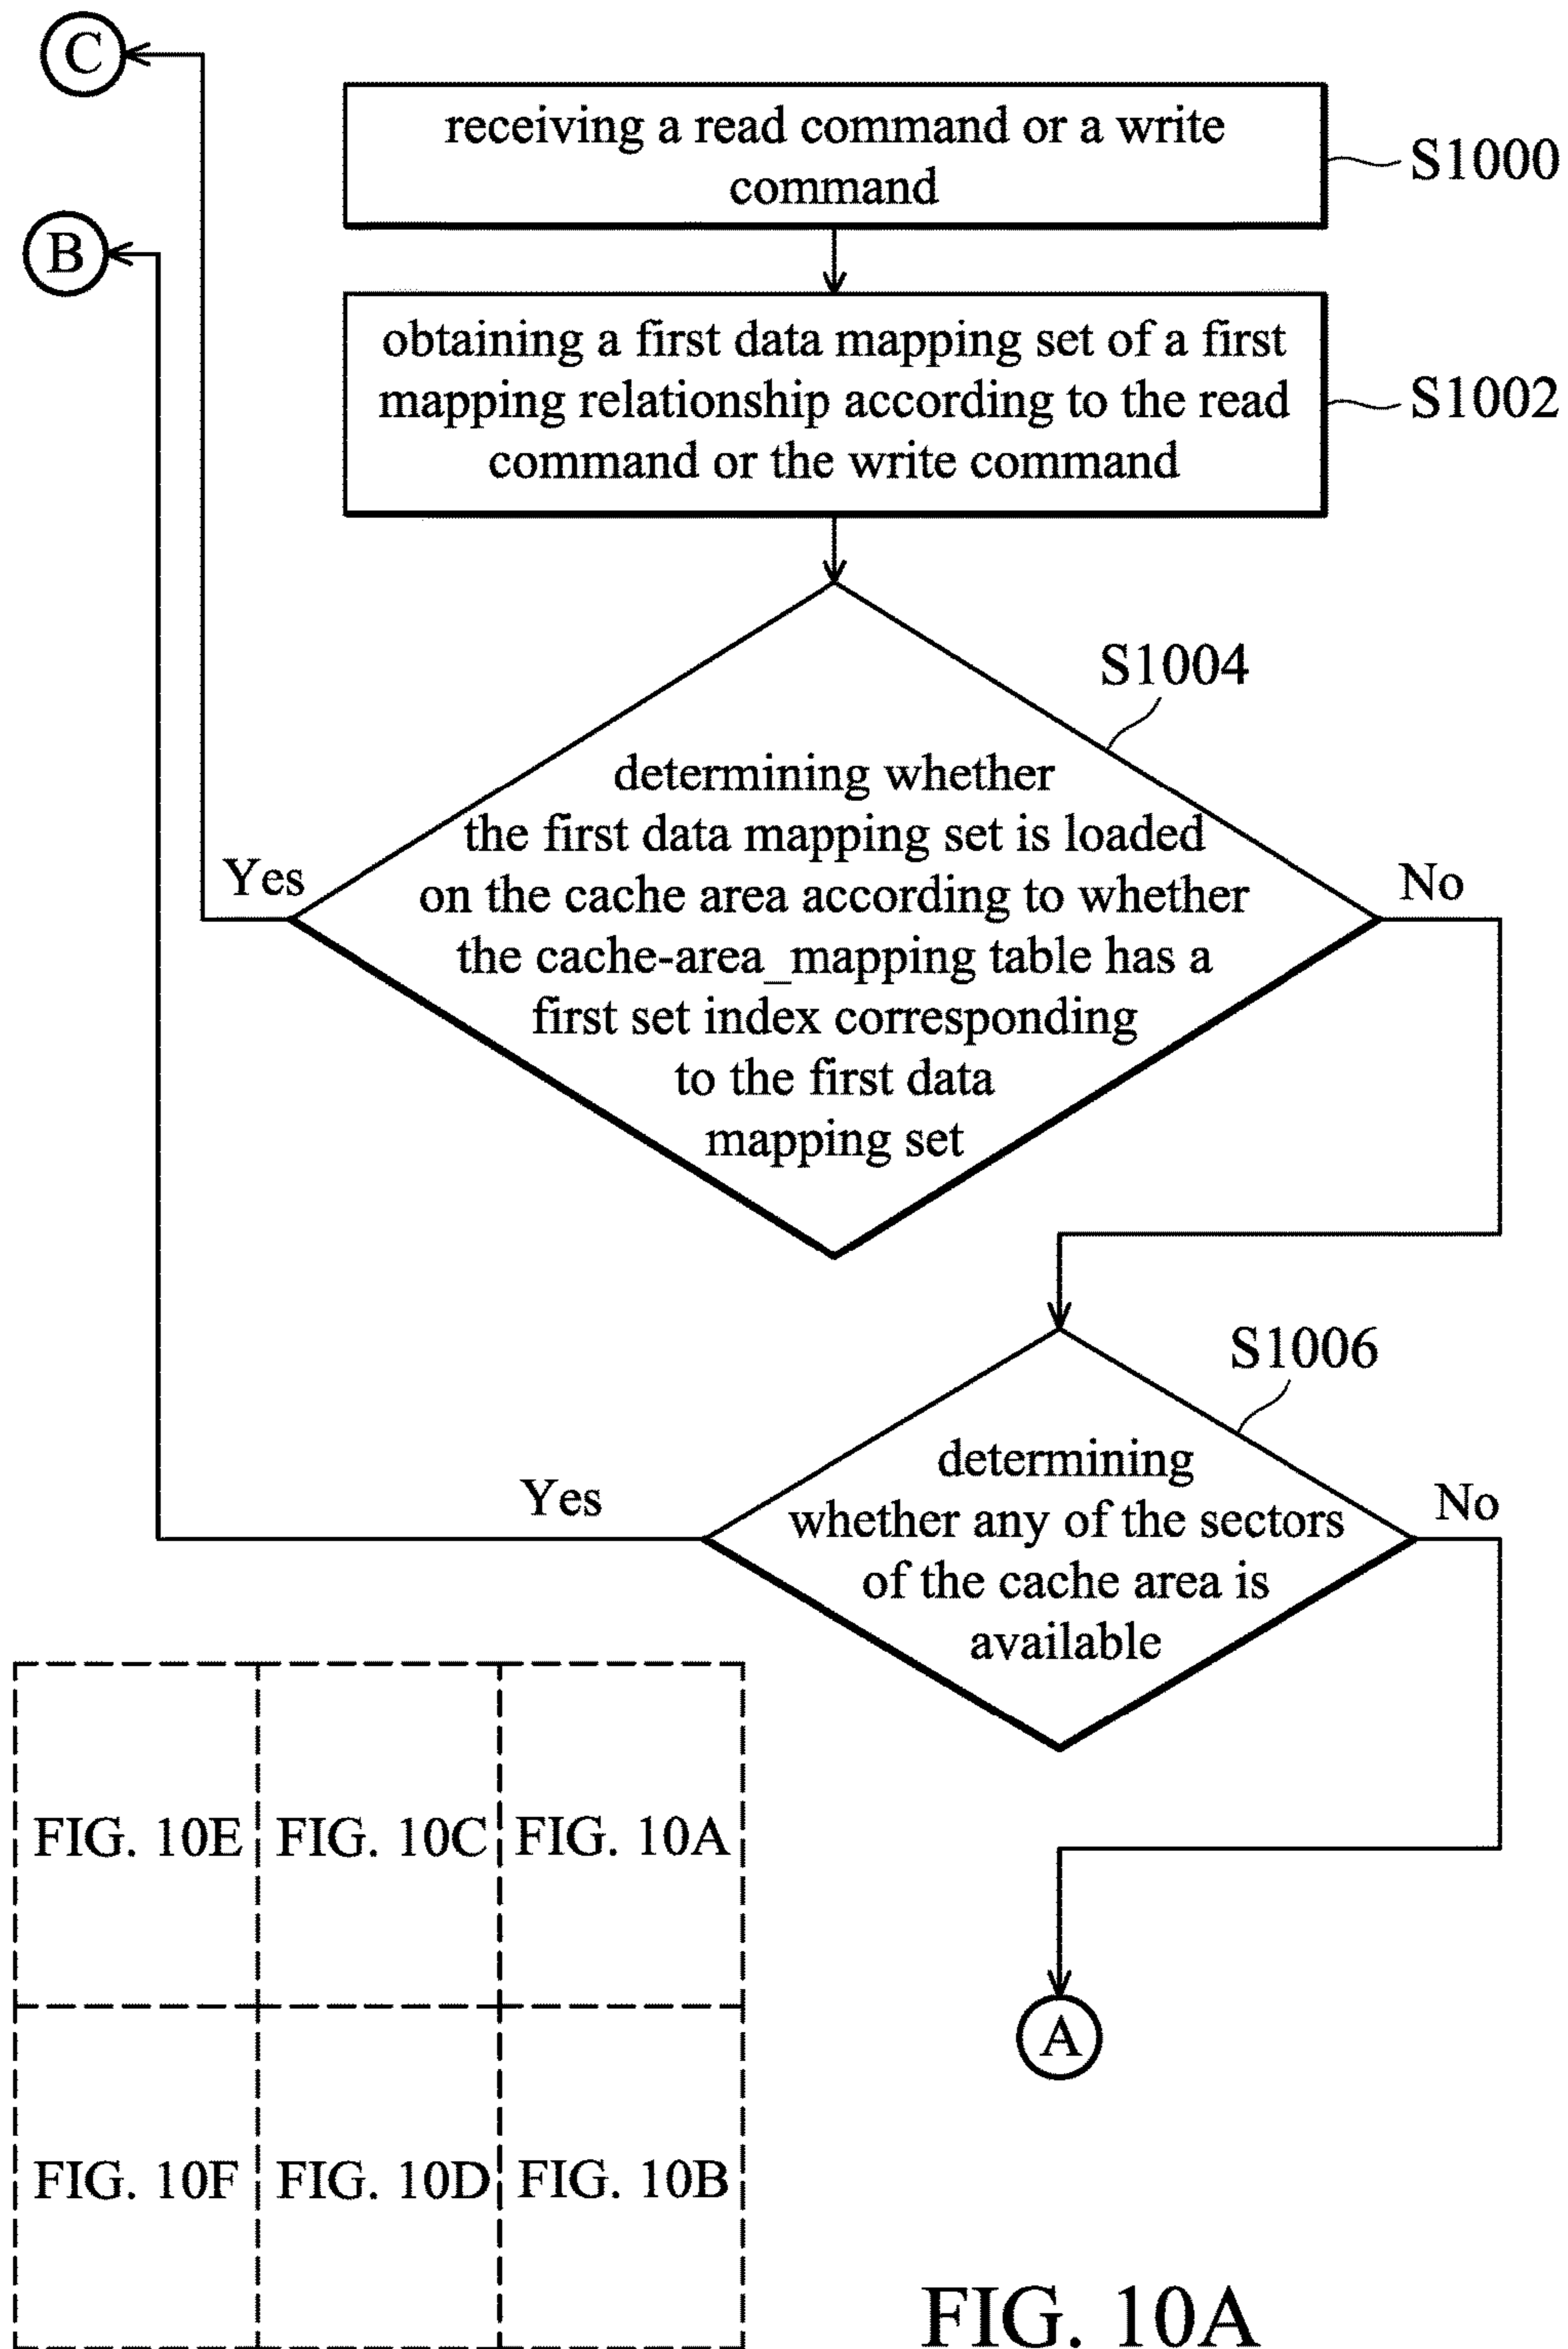 C
receiving a read command or a write
command
S1000
B
obtaining a first data mapping set of a first
mapping relationship according to the read
command or the write command
S1002
S1004
determining whether
the first data mapping set is loaded
on the cache area according to whether
the cache-area_mapping table has a
first set index corresponding
to the first data
mapping set
Yes
No
S1006
determining
whether any of the sectors
of the cache area is
available
Yes
No
A
FIG. 10E
FIG. 10C
FIG. 10A
FIG. 10F
FIG. 10D
FIG. 10B
FIG. 10A